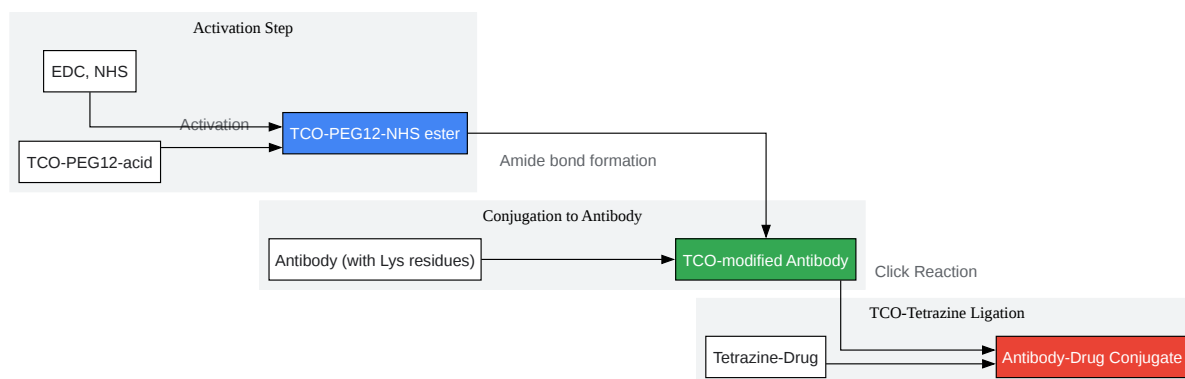 Activation Step
EDC, NHS
Activation
TCO-PEG12-NHS ester
TCO-PEG12-acid
Amide bond formation
Conjugation to Antibody
Antibody (with Lys residues)
TCO-modified Antibody
Click Reaction
TCO-Tetrazine Ligation
Tetrazine-Drug
Antibody-Drug Conjugate